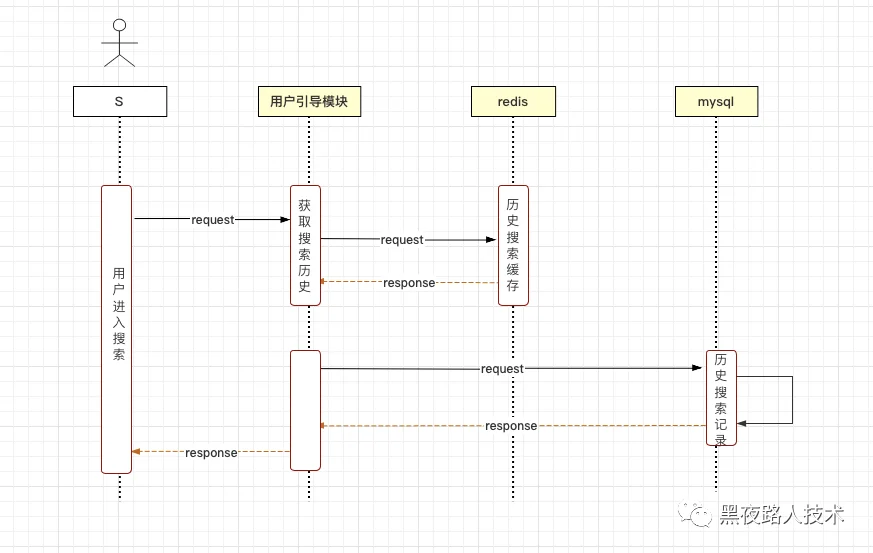 S
用户引导模块
redis
mysql
用户进入搜索
获取搜索历史
历史搜索缓存
request
request
response
历史搜索记录
request
response
response
黑夜路人技术